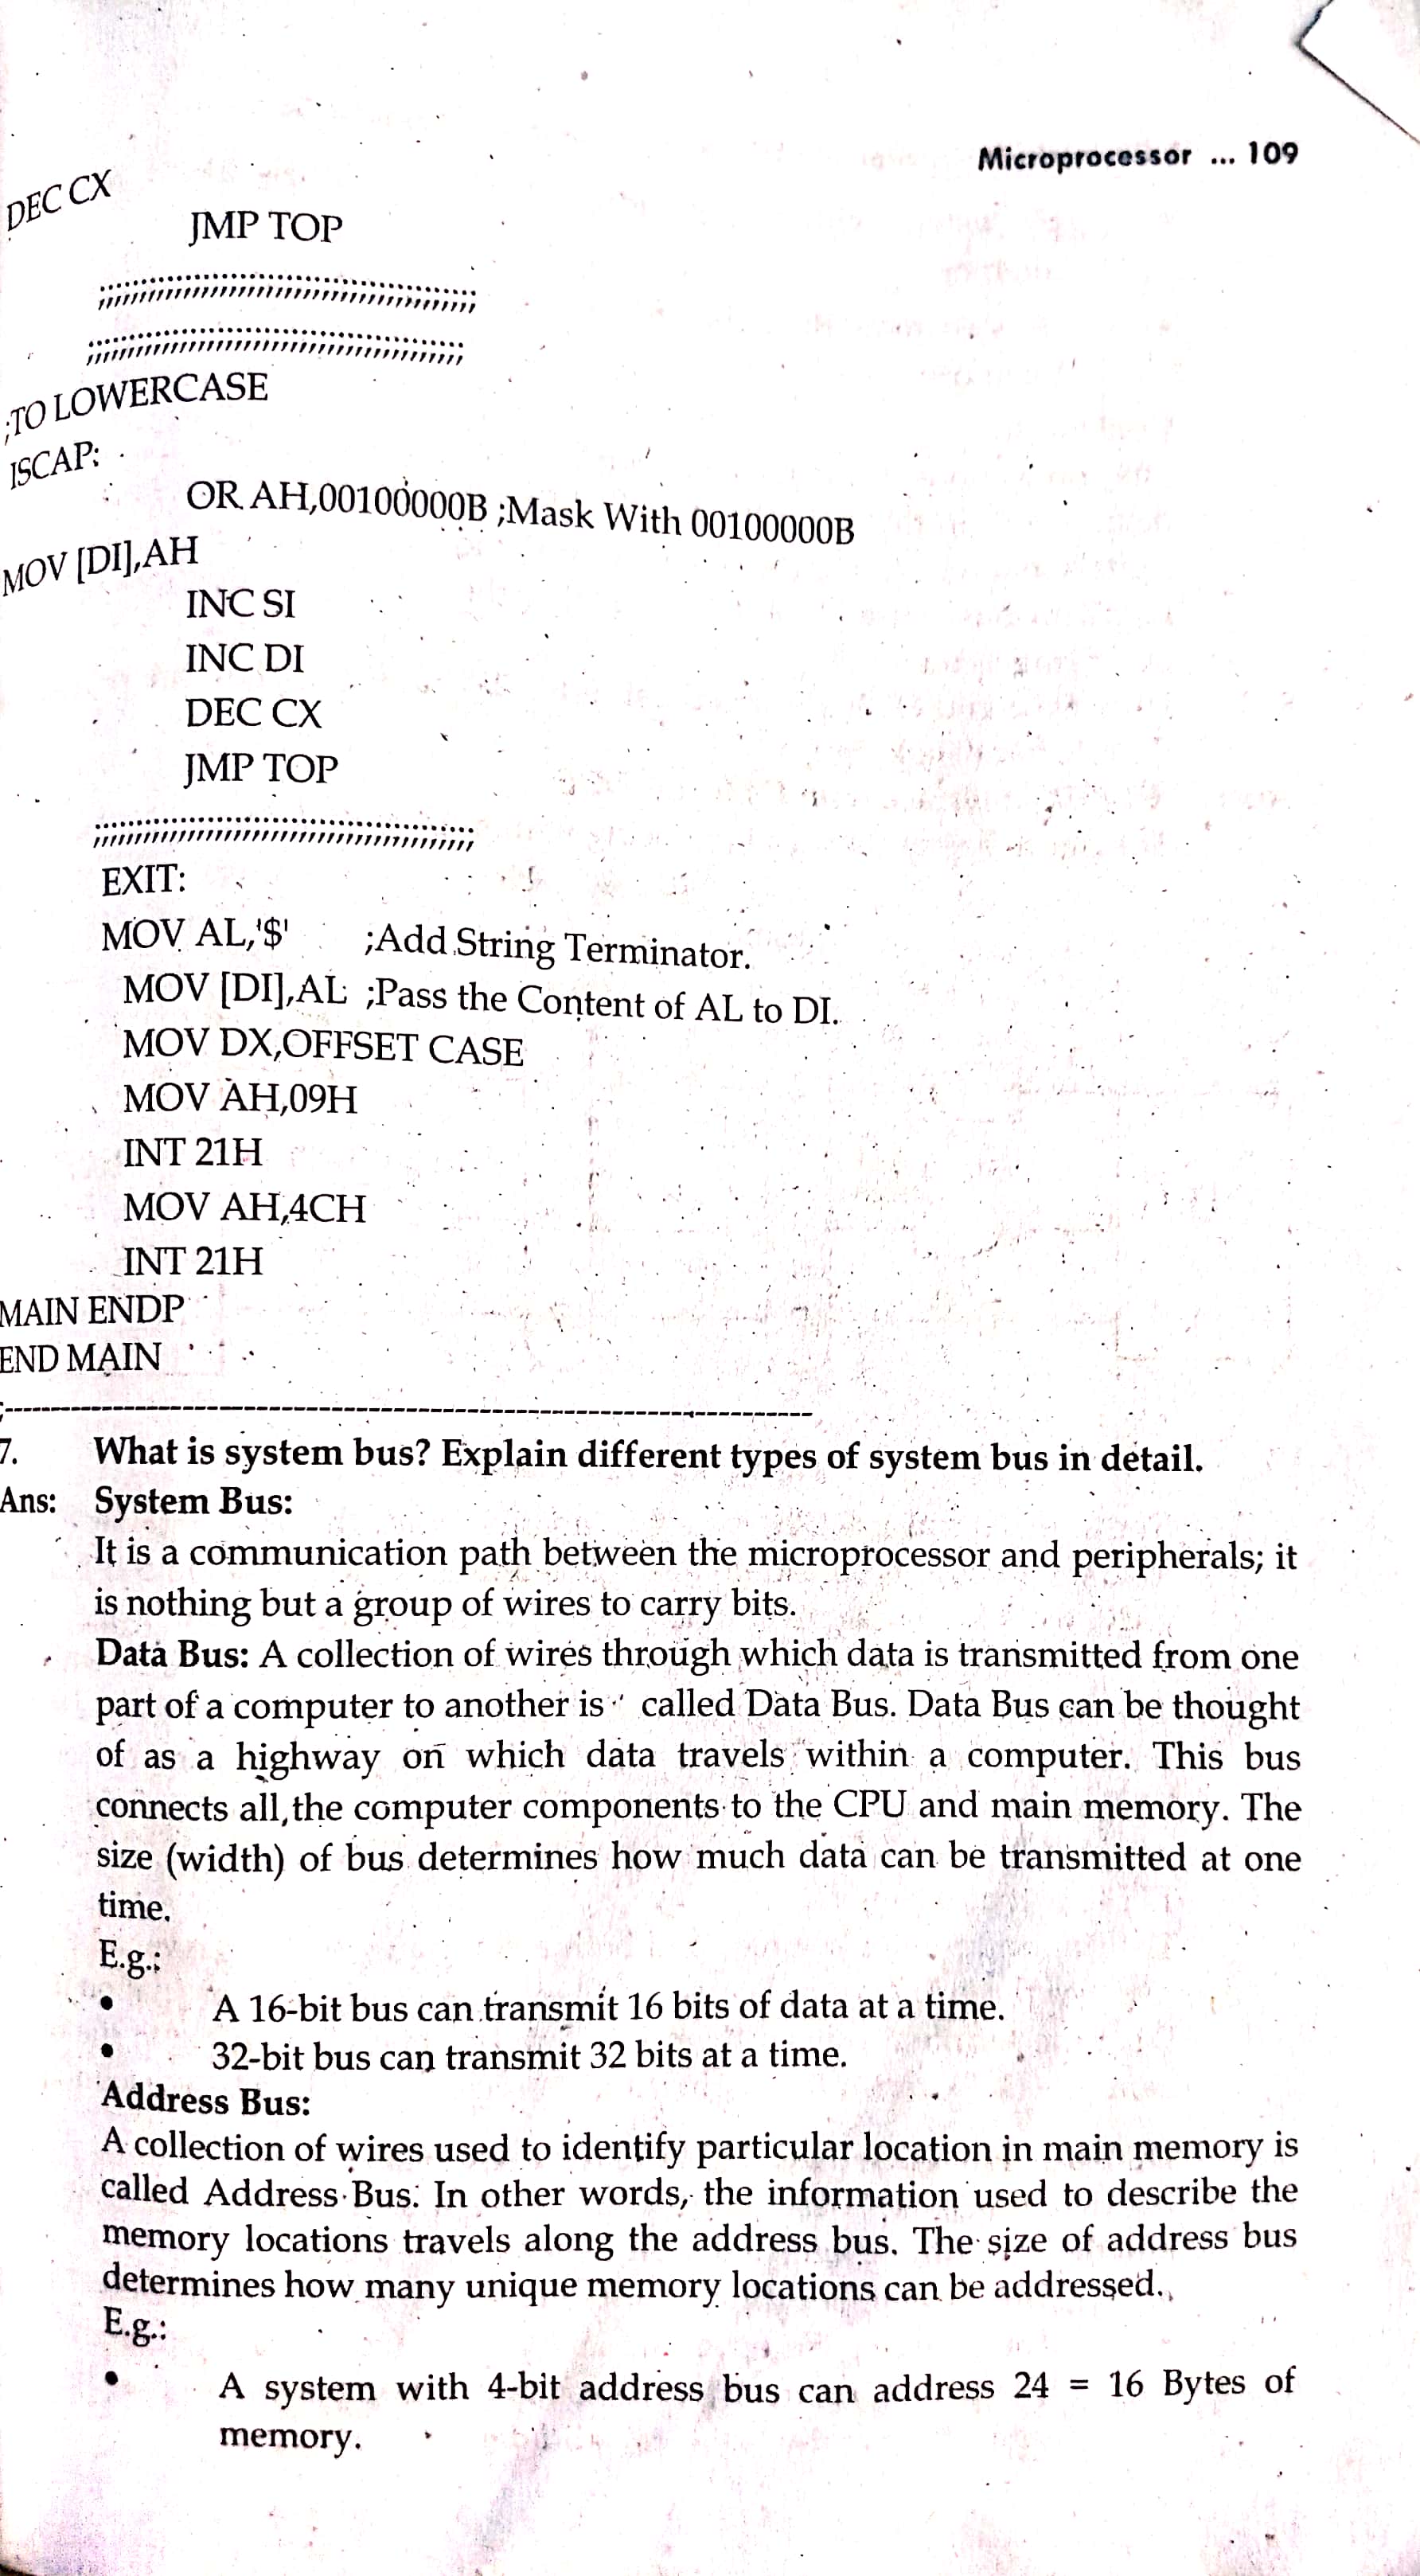 Microprocessor ... 109
DEC CX
JMP TOP
;;;;;;;;;;;;;;;;;;;;;;;;;;;;;;;;;;;;;;;;
;;;;;;;;;;;;;;;;;;;;;;;;;;;;;;;;;;;;;;;;
;TO LOWERCASE
ISCAP:
OR AH,00100000B ;Mask With 00100000B
MOV [DI],AH
INC SI
INC DI
DEC CX
JMP TOP
;;;;;;;;;;;;;;;;;;;;;;;;;;;;;;;;;;;;;;;;
EXIT:
MOV AL,'$' ;Add String Terminator.
MOV [DI],AL ;Pass the Content of AL to DI.
MOV DX,OFFSET CASE
MOV AH,09H
INT 21H
MOV AH,4CH
INT 21H
MAIN ENDP
END MAIN
;----------------------------------------------------------------------
7. What is system bus? Explain different types of system bus in detail.
Ans: System Bus:
It is a communication path between the microprocessor and peripherals; it
is nothing but a group of wires to carry bits.
Data Bus: A collection of wires through which data is transmitted from one
part of a computer to another is called Data Bus. Data Bus can be thought
of as a highway on which data travels within a computer. This bus
connects all the computer components to the CPU and main memory. The
size (width) of bus determines how much data can be transmitted at one
time.
E.g.:
• A 16-bit bus can transmit 16 bits of data at a time.
• 32-bit bus can transmit 32 bits at a time.
Address Bus:
A collection of wires used to identify particular location in main memory is
called Address Bus. In other words, the information used to describe the
memory locations travels along the address bus. The size of address bus
determines how many unique memory locations can be addressed.
E.g.:
• A system with 4-bit address bus can address 24 = 16 Bytes of
memory.